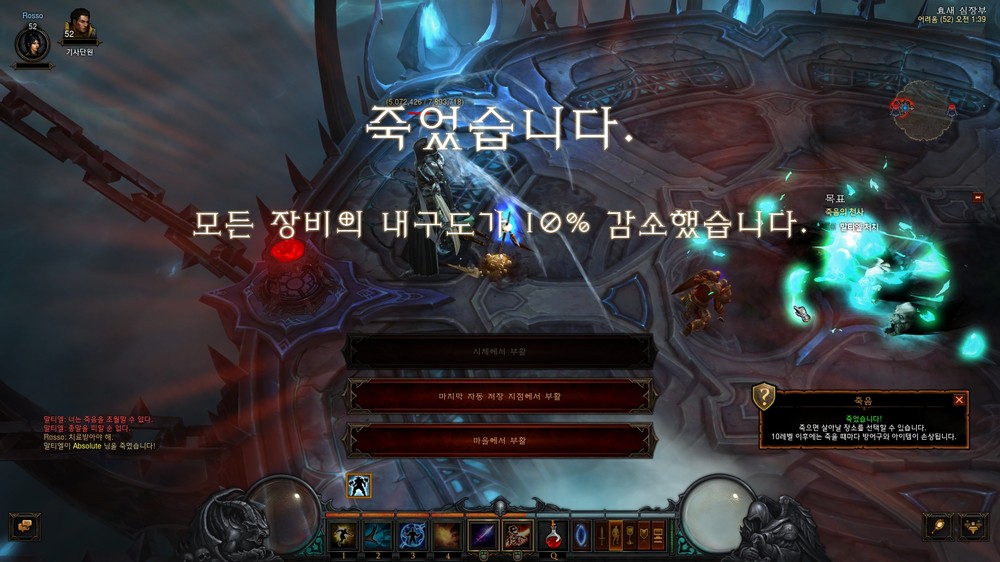 Rosso
52
52
기사단원
심장부
어려움 (52) 오전 1:39
(5,072,426 / 7,893,718)
죽었습니다.
모든 장비의 내구도가 10% 감소했습니다.
목표
죽음의 천사
말티엘 저지
시체에서 부활
마지막 자동 저장 지점에서 부활
마을에서 부활
죽음
죽었습니다!
죽으면 살아날 장소를 선택할 수 있습니다.
10레벨 이후에는 죽을 때마다 방어구와 아이템이 손상됩니다.
말티엘: 너는 죽음을 초월할 수 없다.
말티엘: 종말을 피할 순 없다
Rosso: 치료받아야 해.
말티엘이 Absolute 님을 죽였습니다!
1 2 3 4 Q